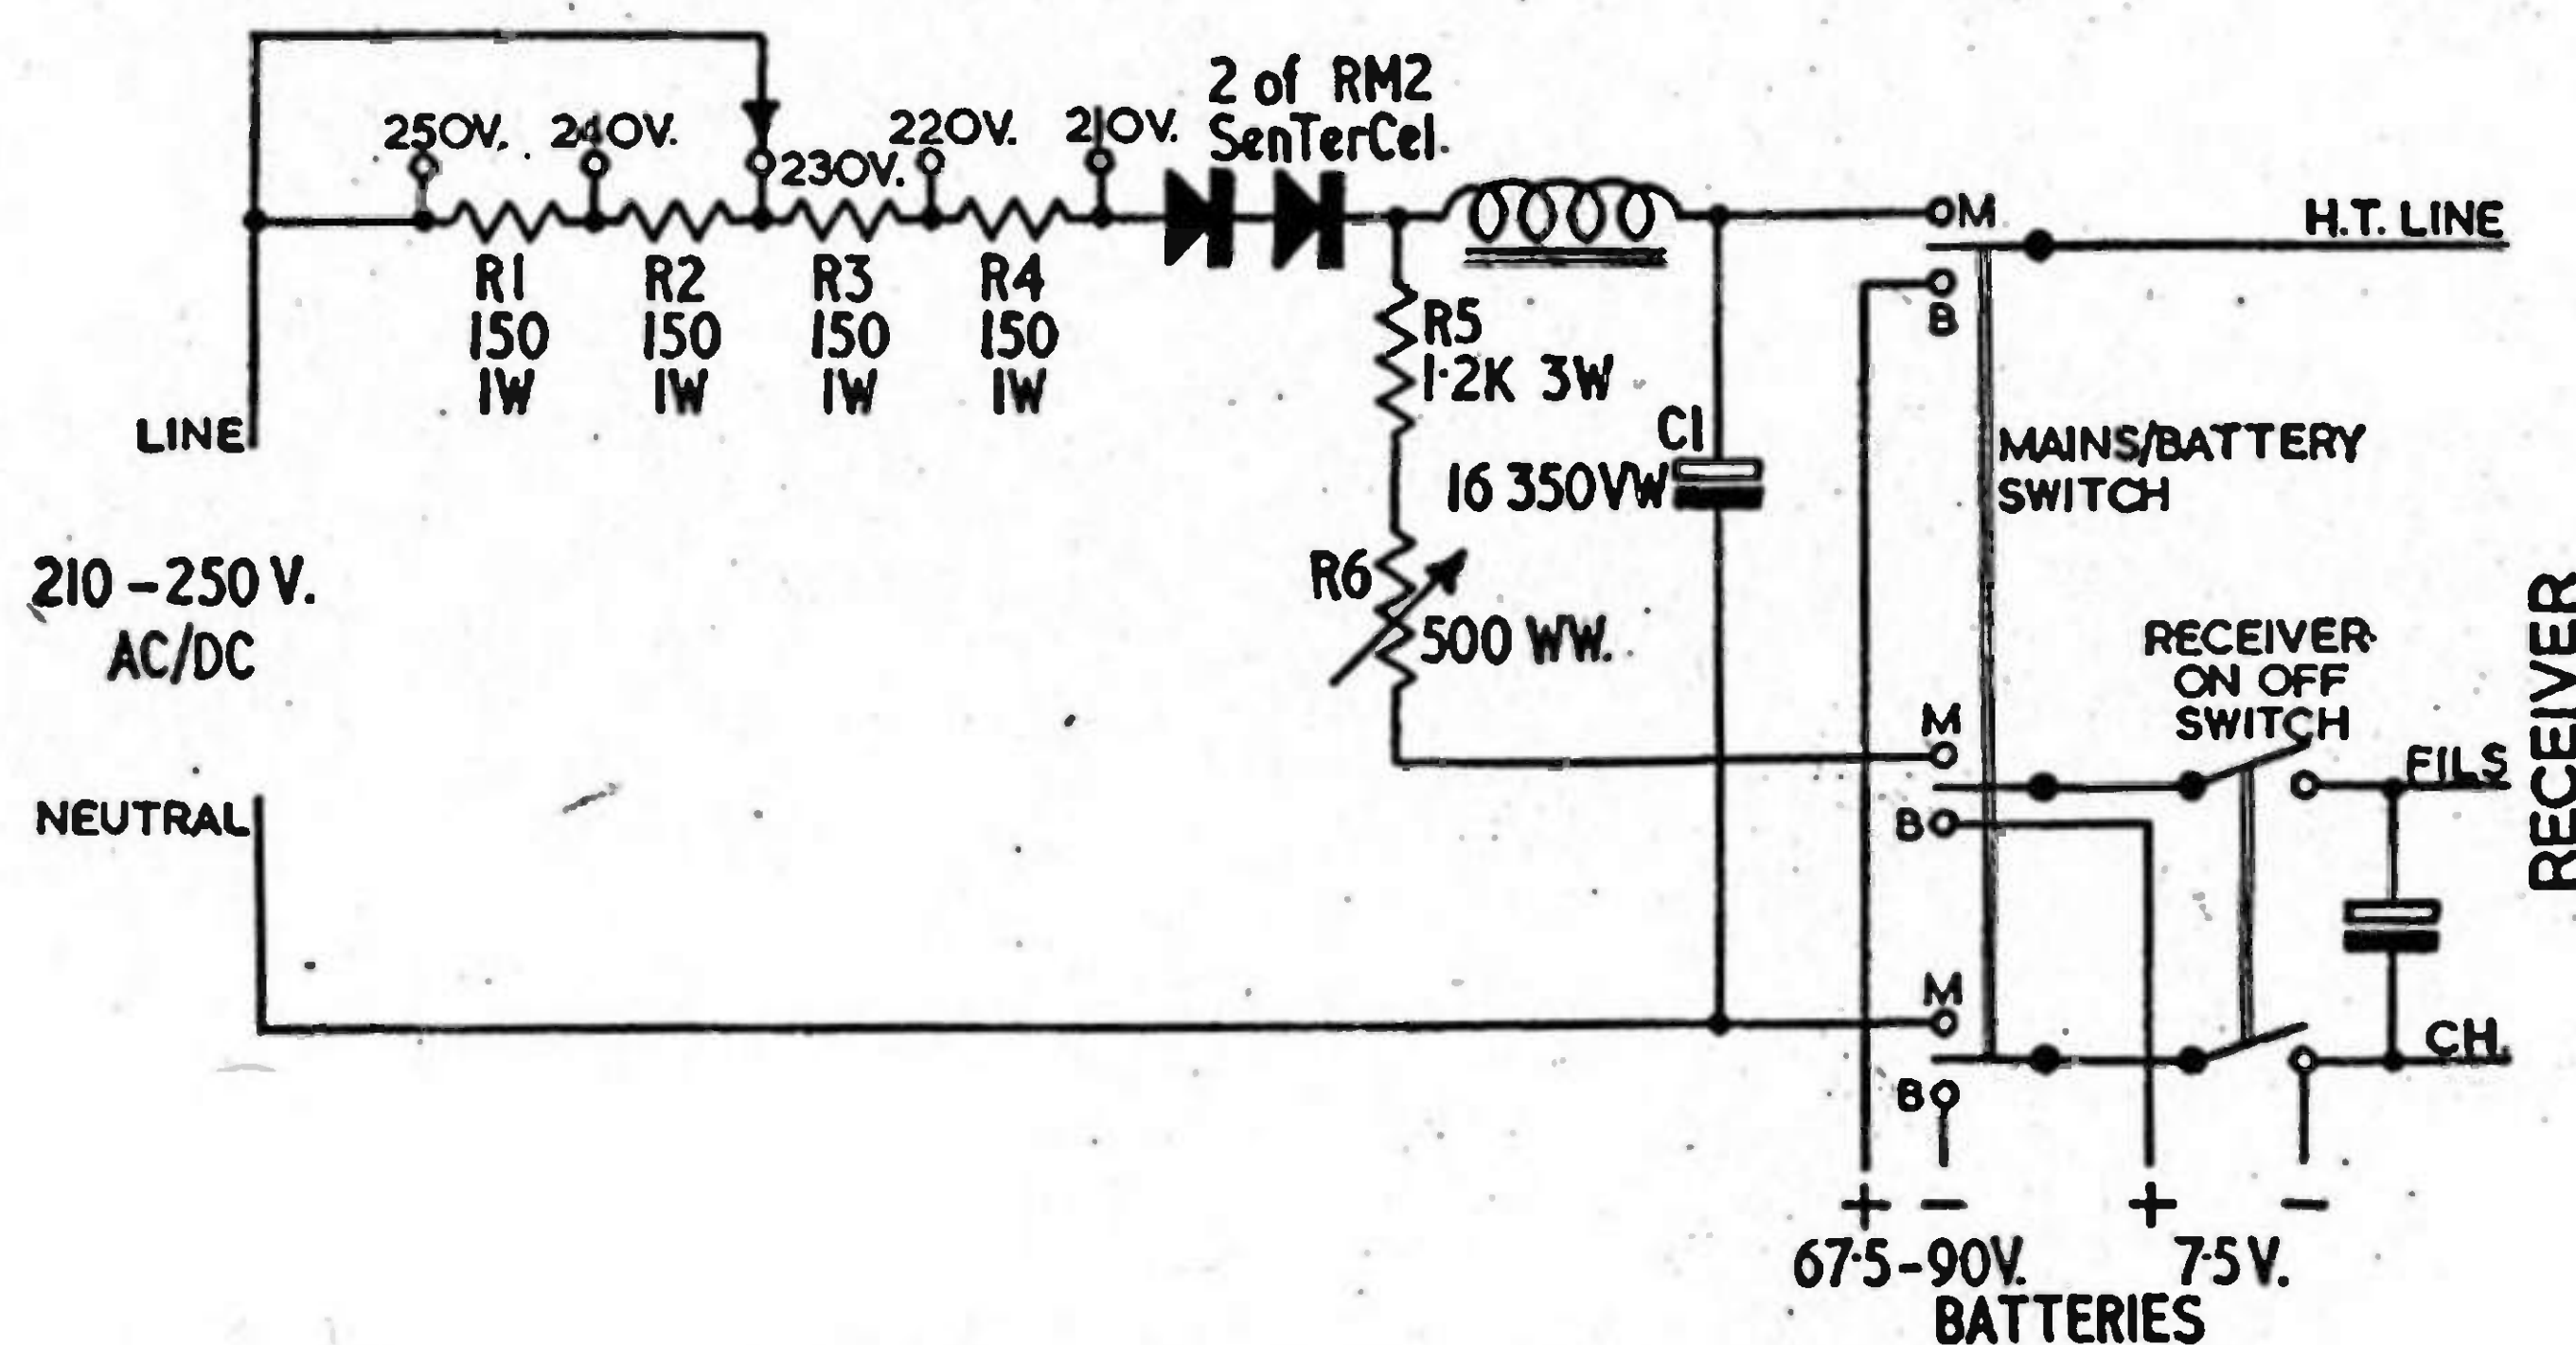 2 of RM2
SenTerCel.
250V. 240V. 230V. 220V. 210V.
R1
150
1W
R2
150
1W
R3
150
1W
R4
150
1W
R5
1·2K 3W
C1
16 350VW
R6
500 WW.
LINE
210-250 V.
AC/DC
NEUTRAL
M
B
H.T. LINE
MAINS/BATTERY
SWITCH
RECEIVER
ON OFF
SWITCH
M
B
FILS
RECEIVER
M
B
CH.
+ - + -
67·5-90V. 7·5V.
BATTERIES